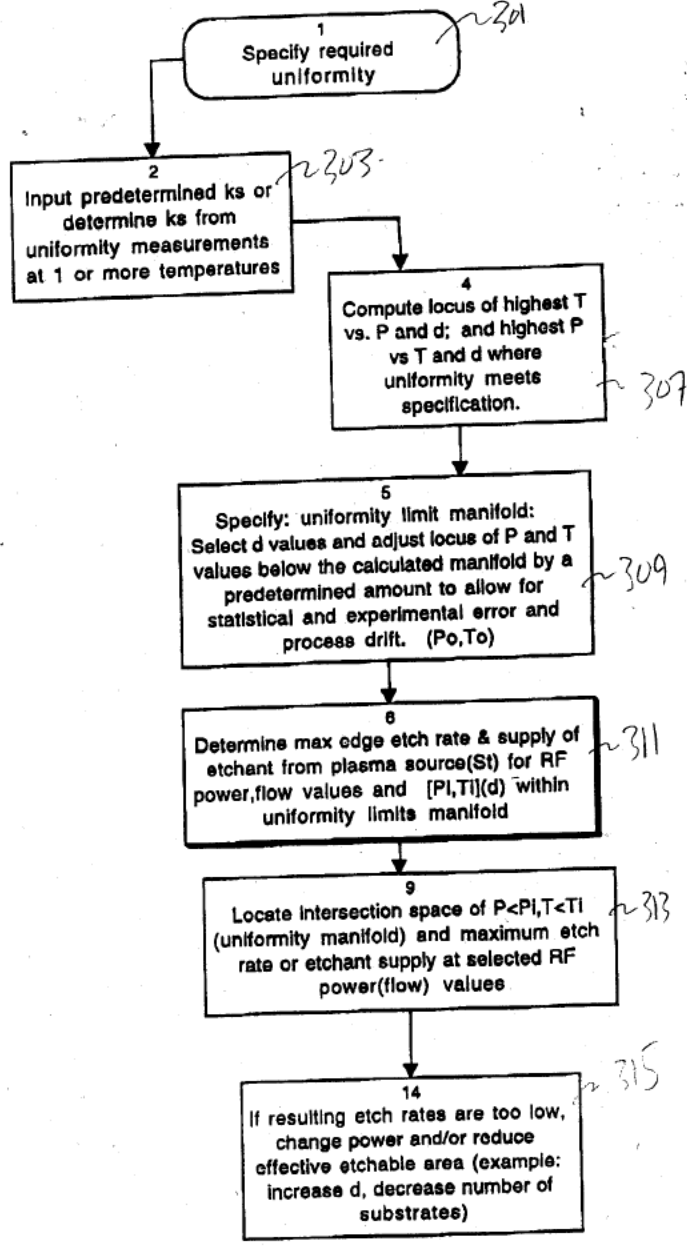 1
Specify required
uniformity
301
2
Input predetermined ks or
determine ks from
uniformity measurements
at 1 or more temperatures
303
4
Compute locus of highest T
vs. P and d; and highest P
vs T and d where
uniformity meets
specification.
307
5
Specify: uniformity limit manifold:
Select d values and adjust locus of P and T
values below the calculated manifold by a
predetermined amount to allow for
statistical and experimental error and
process drift. (Po,To)
309
6
Determine max edge etch rate & supply of
etchant from plasma source(St) for RF
power,flow values and [Pi,Ti](d) within
uniformity limits manifold
311
9
Locate intersection space of P<Pi,T<Ti
(uniformity manifold) and maximum etch
rate or etchant supply at selected RF
power(flow) values
313
14
If resulting etch rates are too low,
change power and/or reduce
effective etchable area (example:
increase d, decrease number of
substrates)
315